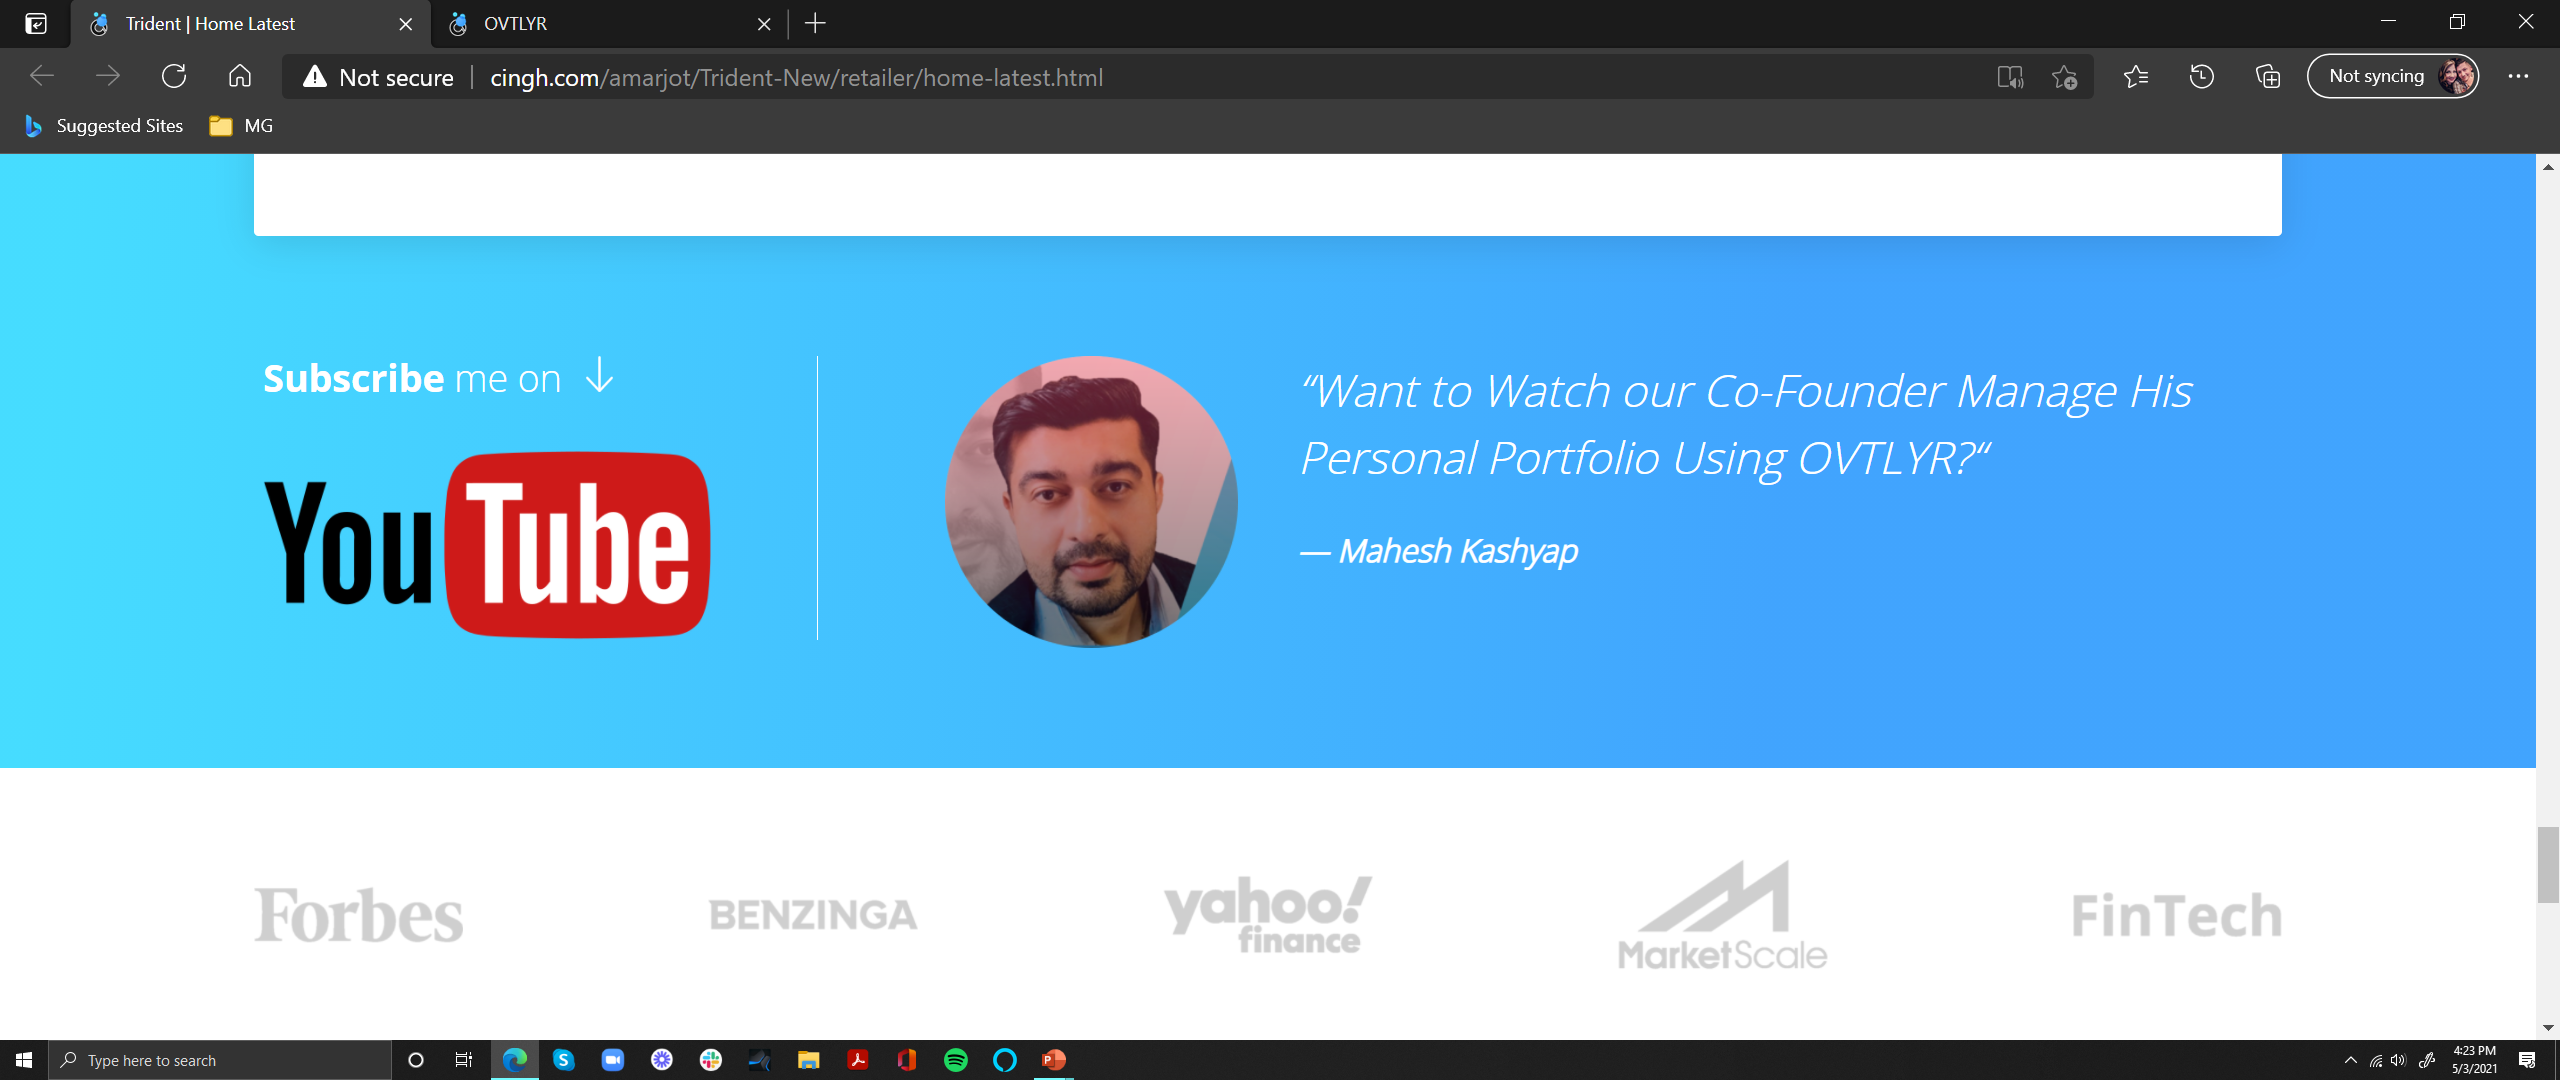 Trident | Home Latest
OVTLYR
Not secure
cingh.com/amarjot/Trident-New/retailer/home-latest.html
Not syncing
Suggested Sites
MG
Subscribe me on
YouTube
“Want to Watch our Co-Founder Manage His
Personal Portfolio Using OVTLYR?“
— Mahesh Kashyap
Forbes
BENZINGA
yahoo!
finance
MarketScale
FinTech
Type here to search
4:23 PM
5/3/2021